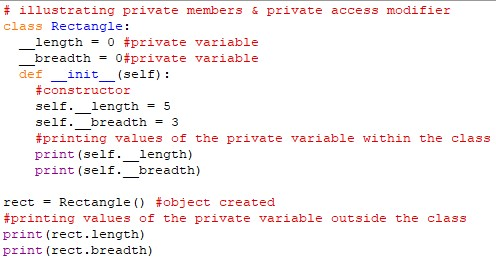 # illustrating private members & private access modifier
class Rectangle:
  __length = 0 #private variable
  __breadth = 0#private variable
  def __init__(self):
    #constructor
    self.__length = 5
    self.__breadth = 3
    #printing values of the private variable within the class
    print(self.__length)
    print(self.__breadth)

rect = Rectangle() #object created
#printing values of the private variable outside the class
print(rect.length)
print(rect.breadth)